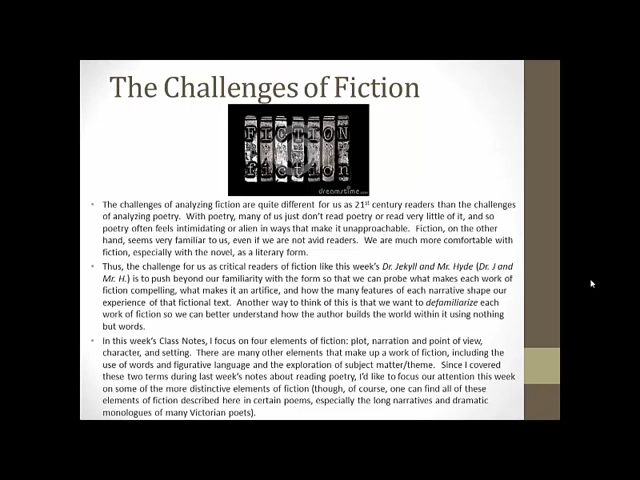 The Challenges of Fiction
FICTION
fiction
dreamstime
• The challenges of analyzing fiction are quite different for us as 21st century readers than the challenges
of analyzing poetry. With poetry, many of us just don't read poetry or read very little of it, and so
poetry often feels intimidating or alien in ways that make it unapproachable. Fiction, on the other
hand, seems very familiar to us, even if we are not avid readers. We are much more comfortable with
fiction, especially with the novel, as a literary form.
• Thus, the challenge for us as critical readers of fiction like this week's Dr. Jekyll and Mr. Hyde (Dr. J and
Mr. H.) is to push beyond our familiarity with the form so that we can probe what makes each work of
fiction compelling, what makes it an artifice, and how the many features of each narrative shape our
experience of that fictional text. Another way to think of this is that we want to defamiliarize each
work of fiction so we can better understand how the author builds the world within it using nothing
but words.
• In this week's Class Notes, I focus on four elements of fiction: plot, narration and point of view,
character, and setting. There are many other elements that make up a work of fiction, including the
use of words and figurative language and the exploration of subject matter/theme. Since I covered
these two terms during last week's notes about reading poetry, I'd like to focus our attention this week
on some of the more distinctive elements of fiction (though, of course, one can find all of these
elements of fiction described here in certain poems, especially the long narratives and dramatic
monologues of many Victorian poets).